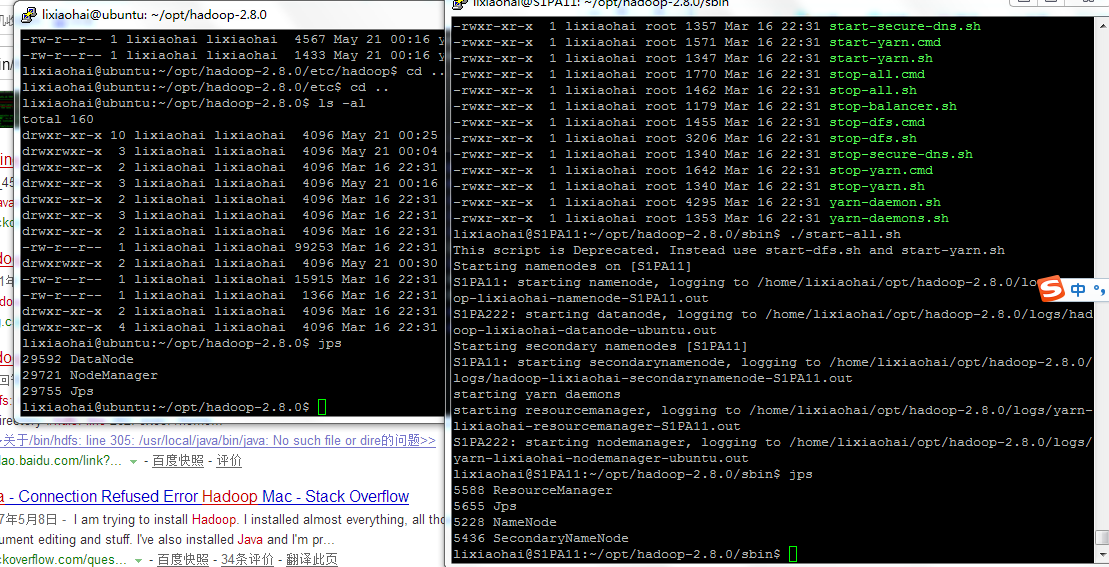 lixiaohai@ubuntu: ~/opt/hadoop-2.8.0
-rw-r--r-- 1 lixiaohai lixiaohai  4567 May 21 00:16 y
-rw-r--r-- 1 lixiaohai lixiaohai  1433 May 21 00:16 y
lixiaohai@ubuntu:~/opt/hadoop-2.8.0/etc/hadoop$ cd ..
lixiaohai@ubuntu:~/opt/hadoop-2.8.0/etc$ cd ..
lixiaohai@ubuntu:~/opt/hadoop-2.8.0$ ls -al
total 160
drwxr-xr-x 10 lixiaohai lixiaohai  4096 May 21 00:25
drwxrwxr-x  3 lixiaohai lixiaohai  4096 May 21 00:04
drwxr-xr-x  2 lixiaohai lixiaohai  4096 Mar 16 22:31
drwxr-xr-x  3 lixiaohai lixiaohai  4096 May 21 00:16
drwxr-xr-x  2 lixiaohai lixiaohai  4096 Mar 16 22:31
drwxr-xr-x  3 lixiaohai lixiaohai  4096 Mar 16 22:31
drwxr-xr-x  2 lixiaohai lixiaohai  4096 Mar 16 22:31
-rw-r--r--  1 lixiaohai lixiaohai 99253 Mar 16 22:31
drwxrwxr-x  2 lixiaohai lixiaohai  4096 May 21 00:30
-rw-r--r--  1 lixiaohai lixiaohai 15915 Mar 16 22:31
-rw-r--r--  1 lixiaohai lixiaohai  1366 Mar 16 22:31
drwxr-xr-x  2 lixiaohai lixiaohai  4096 Mar 16 22:31
drwxr-xr-x  4 lixiaohai lixiaohai  4096 Mar 16 22:31
lixiaohai@ubuntu:~/opt/hadoop-2.8.0$ jps
29592 DataNode
29721 NodeManager
29755 Jps
lixiaohai@ubuntu:~/opt/hadoop-2.8.0$
>关于/bin/hdfs: line 305: /usr/local/java/bin/java: No such file or dire的问题>>
lao.baidu.com/link?... - 百度快照 - 评价
a - Connection Refused Error Hadoop Mac - Stack Overflow
7年5月8日 - I am trying to install Hadoop. I installed almost everything, all tho
ument editing and stuff. I've also installed Java and I'm pr...
ckoverflow.com/ques... - 百度快照 - 34条评价 - 翻译此页
lixiaohai@S1PA11: ~/opt/hadoop-2.8.0/sbin
-rwxr-xr-x  1 lixiaohai root 1357 Mar 16 22:31 start-secure-dns.sh
-rwxr-xr-x  1 lixiaohai root 1571 Mar 16 22:31 start-yarn.cmd
-rwxr-xr-x  1 lixiaohai root 1347 Mar 16 22:31 start-yarn.sh
-rwxr-xr-x  1 lixiaohai root 1770 Mar 16 22:31 stop-all.cmd
-rwxr-xr-x  1 lixiaohai root 1462 Mar 16 22:31 stop-all.sh
-rwxr-xr-x  1 lixiaohai root 1179 Mar 16 22:31 stop-balancer.sh
-rwxr-xr-x  1 lixiaohai root 1455 Mar 16 22:31 stop-dfs.cmd
-rwxr-xr-x  1 lixiaohai root 3206 Mar 16 22:31 stop-dfs.sh
-rwxr-xr-x  1 lixiaohai root 1340 Mar 16 22:31 stop-secure-dns.sh
-rwxr-xr-x  1 lixiaohai root 1642 Mar 16 22:31 stop-yarn.cmd
-rwxr-xr-x  1 lixiaohai root 1340 Mar 16 22:31 stop-yarn.sh
-rwxr-xr-x  1 lixiaohai root 4295 Mar 16 22:31 yarn-daemon.sh
-rwxr-xr-x  1 lixiaohai root 1353 Mar 16 22:31 yarn-daemons.sh
lixiaohai@S1PA11:~/opt/hadoop-2.8.0/sbin$ ./start-all.sh
This script is Deprecated. Instead use start-dfs.sh and start-yarn.sh
Starting namenodes on [S1PA11]
S1PA11: starting namenode, logging to /home/lixiaohai/opt/hadoop-2.8.0/log
op-lixiaohai-namenode-S1PA11.out
S1PA222: starting datanode, logging to /home/lixiaohai/opt/hadoop-2.8.0/logs/had
oop-lixiaohai-datanode-ubuntu.out
Starting secondary namenodes [S1PA11]
S1PA11: starting secondarynamenode, logging to /home/lixiaohai/opt/hadoop-2.8.0/
logs/hadoop-lixiaohai-secondarynamenode-S1PA11.out
starting yarn daemons
starting resourcemanager, logging to /home/lixiaohai/opt/hadoop-2.8.0/logs/yarn-
lixiaohai-resourcemanager-S1PA11.out
S1PA222: starting nodemanager, logging to /home/lixiaohai/opt/hadoop-2.8.0/logs/
yarn-lixiaohai-nodemanager-ubuntu.out
lixiaohai@S1PA11:~/opt/hadoop-2.8.0/sbin$ jps
5588 ResourceManager
5655 Jps
5228 NameNode
5436 SecondaryNameNode
lixiaohai@S1PA11:~/opt/hadoop-2.8.0/sbin$
S 中 °,